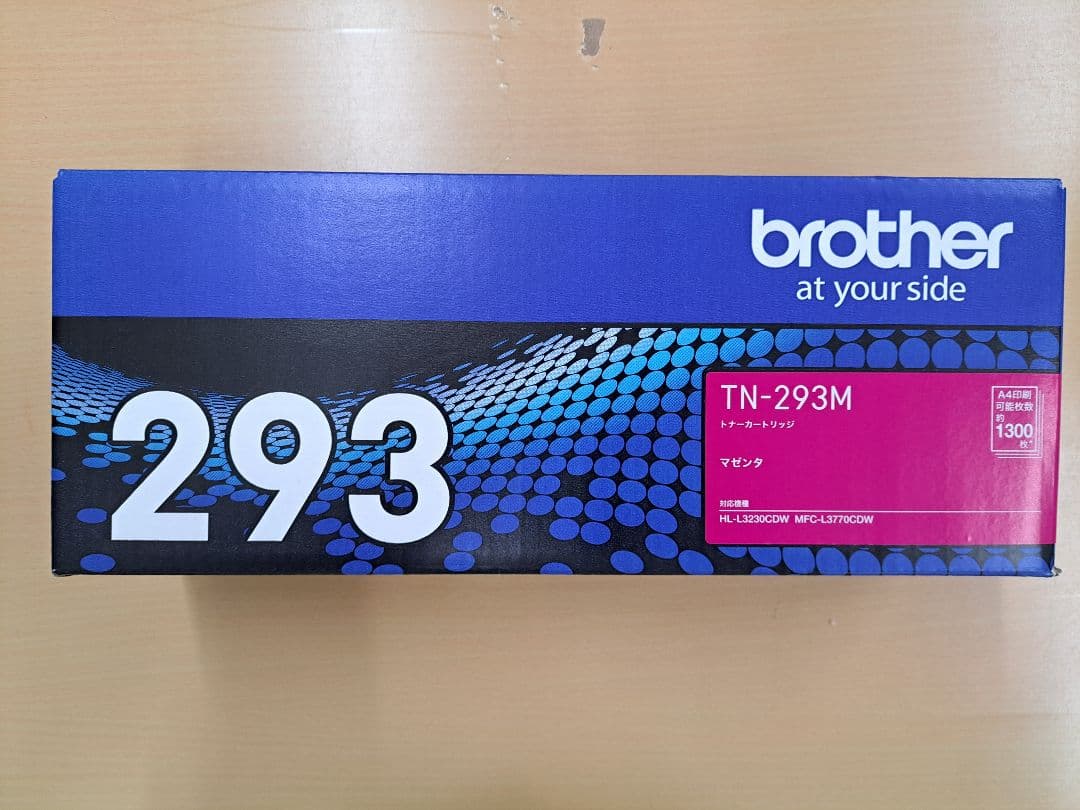 brother
at your side
293
TN-293M
トナーカートリッジ
マゼンタ
A4印刷
可能枚数
約
1300
枚*
対応機種
HL-L3230CDW MFC-L3770CDW